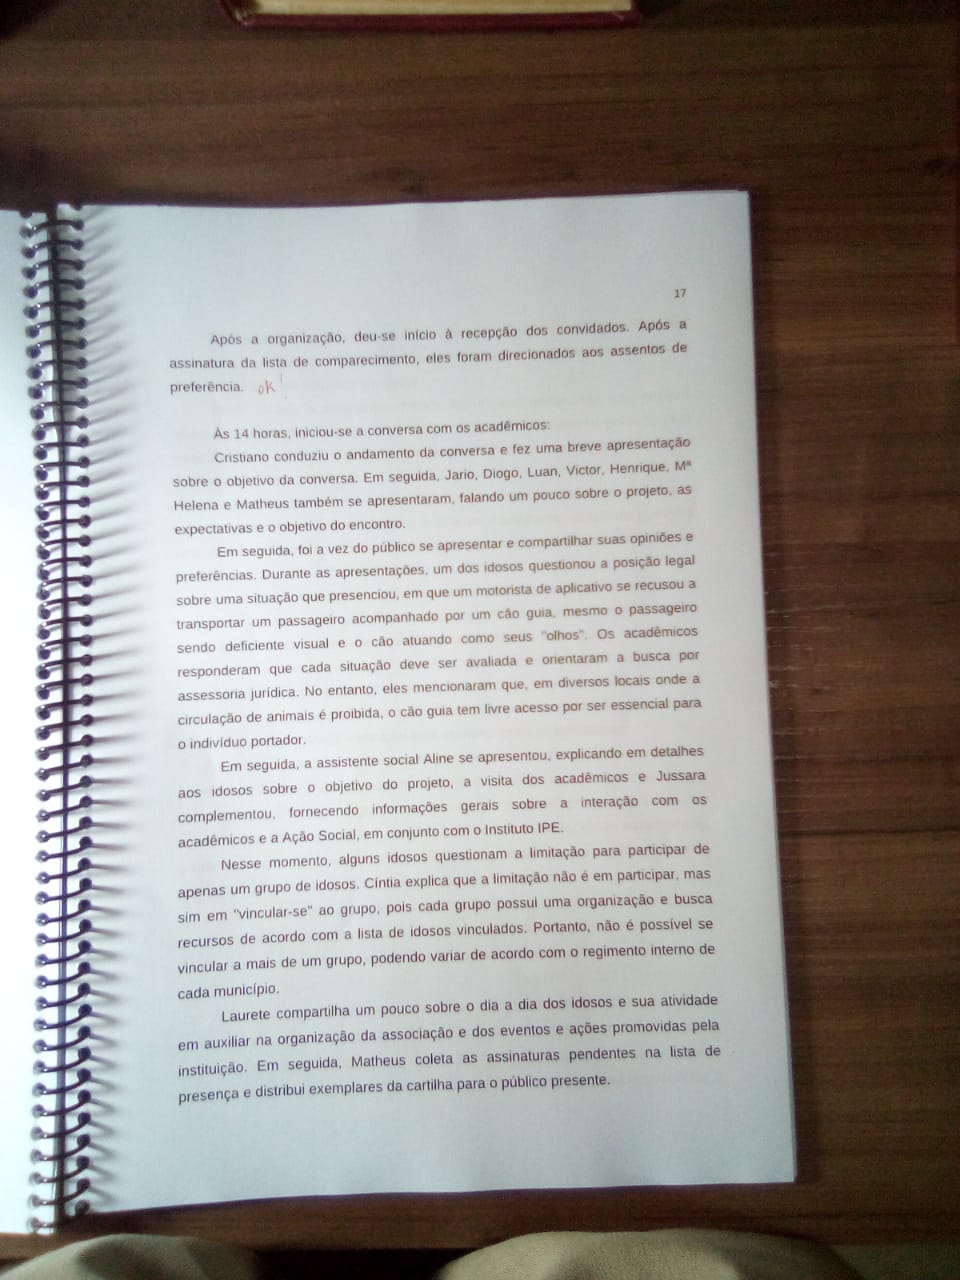 17
Após a organização, deu-se início à recepção dos convidados. Após a
assinatura da lista de comparecimento, eles foram direcionados aos assentos de
preferência. ok!
Às 14 horas, iniciou-se a conversa com os acadêmicos:
Cristiano conduziu o andamento da conversa e fez uma breve apresentação
sobre o objetivo da conversa. Em seguida, Jario, Diogo, Luan, Victor, Henrique, Mª
Helena e Matheus também se apresentaram, falando um pouco sobre o projeto, as
expectativas e o objetivo do encontro.
Em seguida, foi a vez do público se apresentar e compartilhar suas opiniões e
preferências. Durante as apresentações, um dos idosos questionou a posição legal
sobre uma situação que presenciou, em que um motorista de aplicativo se recusou a
transportar um passageiro acompanhado por um cão guia, mesmo o passageiro
sendo deficiente visual e o cão atuando como seus "olhos". Os acadêmicos
responderam que cada situação deve ser avaliada e orientaram a busca por
assessoria jurídica. No entanto, eles mencionaram que, em diversos locais onde a
circulação de animais é proibida, o cão guia tem livre acesso por ser essencial para
o indivíduo portador.
Em seguida, a assistente social Aline se apresentou, explicando em detalhes
aos idosos sobre o objetivo do projeto, a visita dos acadêmicos e Jussara
complementou, fornecendo informações gerais sobre a interação com os
acadêmicos e a Ação Social, em conjunto com o Instituto IPE.
Nesse momento, alguns idosos questionam a limitação para participar de
apenas um grupo de idosos. Cíntia explica que a limitação não é em participar, mas
sim em "vincular-se" ao grupo, pois cada grupo possui uma organização e busca
recursos de acordo com a lista de idosos vinculados. Portanto, não é possível se
vincular a mais de um grupo, podendo variar de acordo com o regimento interno de
cada município.
Laurete compartilha um pouco sobre o dia a dia dos idosos e sua atividade
em auxiliar na organização da associação e dos eventos e ações promovidas pela
instituição. Em seguida, Matheus coleta as assinaturas pendentes na lista de
presença e distribui exemplares da cartilha para o público presente.